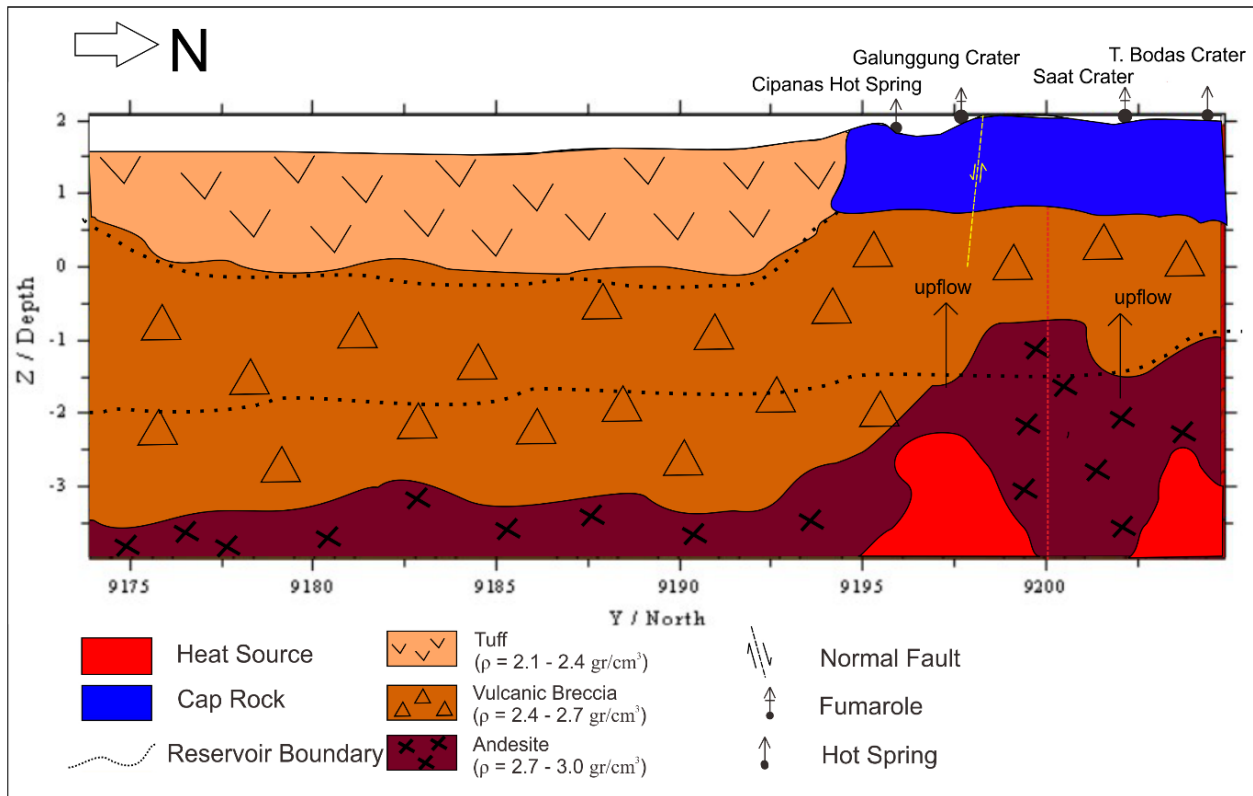 N
T. Bodas Crater
Galunggung Crater
Saat Crater
Cipanas Hot Spring
2
1
0
-1
-2
-3
Z / Depth
upflow
upflow
9175 9180 9185 9190 9195 9200
Y / North
Heat Source
Cap Rock
Reservoir Boundary
Tuff
(ρ = 2.1 - 2.4 gr/cm³)
Vulcanic Breccia
(ρ = 2.4 - 2.7 gr/cm³)
Andesite
(ρ = 2.7 - 3.0 gr/cm³)
Normal Fault
Fumarole
Hot Spring